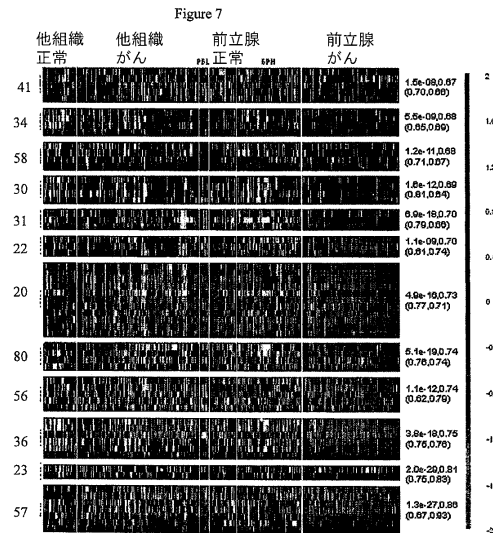 Figure 7
他組織 他組織 前立腺 前立腺
正常 がん PBL 正常 BPH がん
41 1.5e-08,0.67
(0.70,0.66)
34 5.5e-09,0.68
(0.65,0.69)
58 1.2e-11,0.68
(0.71,0.67)
30 1.6e-12,0.69
(0.81,0.64)
31 6.9e-18,0.70
(0.79,0.66)
22 1.1e-09,0.70
(0.61,0.74)
20 4.9e-16,0.73
(0.77,0.71)
80 5.1e-19,0.74
(0.76,0.74)
56 1.1e-12,0.74
(0.62,0.79)
36 3.8e-18,0.75
(0.75,0.76)
23 2.0e-29,0.81
(0.75,0.83)
57 1.3e-27,0.86
(0.67,0.93)
2
0